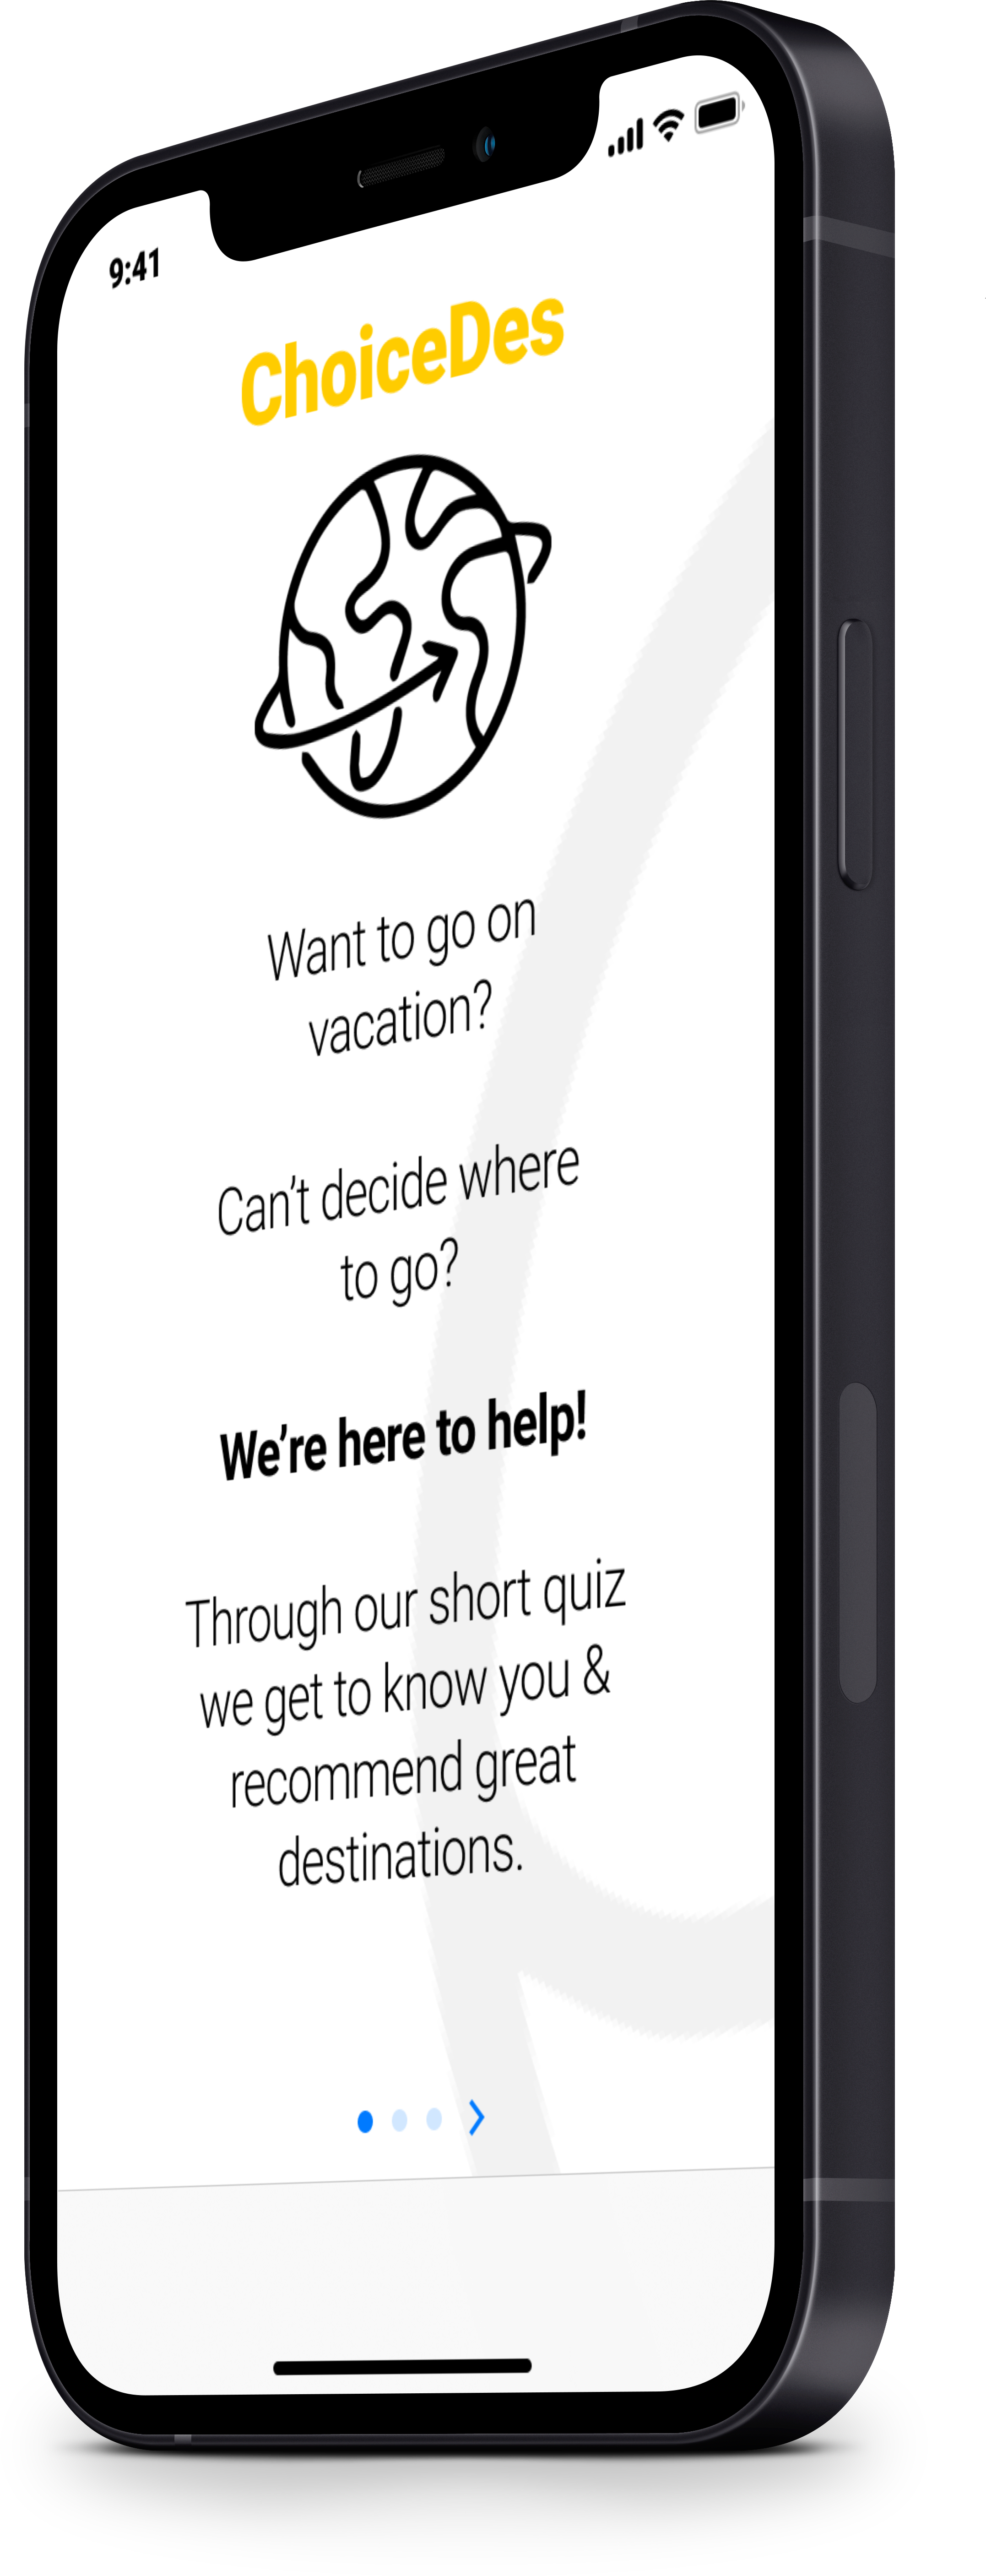 9:41
ChoiceDes
Want to go on
vacation?
Can't decide where
to go?
We're here to help!
Through our short quiz
we get to know you &
recommend great
destinations.